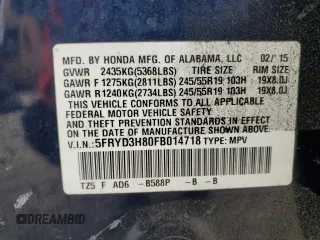 MFD. BY HONDA MFG. OF ALABAMA, LLC 02/15
GVWR 2435KG(5368LBS) TIRE SIZE RIM SIZE
GAWR F 1275KG(2811LBS) 245/55R19 103H 19X8.0J
GAWR R 1240KG(2734LBS) 245/55R19 103H 19X8.0J
THIS VEHICLE CONFORMS TO ALL APPLICABLE
FEDERAL MOTOR VEHICLE SAFETY AND THEFT
PREVENTION STANDARDS IN EFFECT ON THE DATE OF
MANUFACTURE SHOWN ABOVE.
V.I.N.: 5FRYD3H80FB014718 TYPE: MPV
TZ5 F AD6 -B588P -B -B
© DIRAUTBID